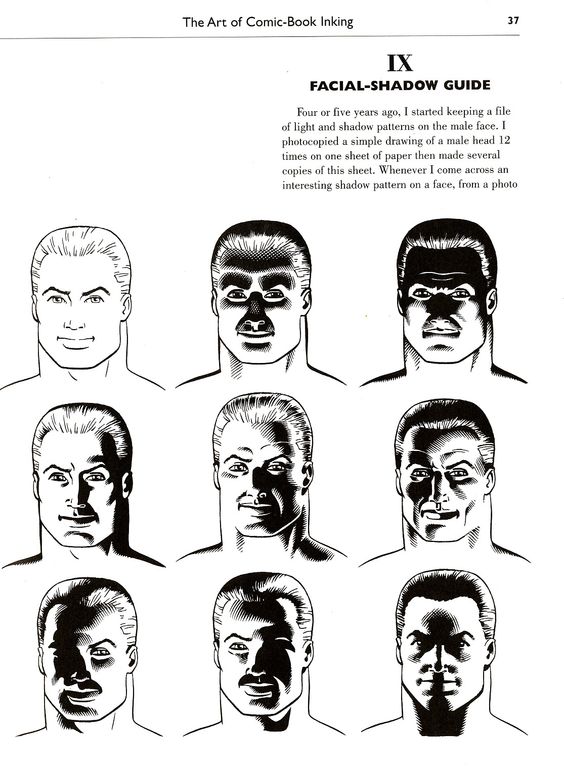 The Art of Comic-Book Inking
37
IX
FACIAL-SHADOW GUIDE
Four or five years ago, I started keeping a file
of light and shadow patterns on the male face. I
photocopied a simple drawing of a male head 12
times on one sheet of paper then made several
copies of this sheet. Whenever I come across an
interesting shadow pattern on a face, from a photo